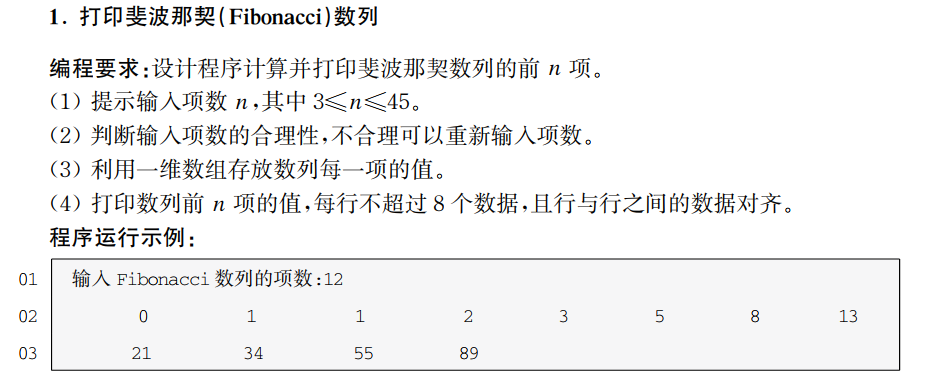 1. 打印斐波那契(Fibonacci)数列
编程要求:设计程序计算并打印斐波那契数列的前 n 项。
(1) 提示输入项数 n,其中 3≤n≤45。
(2) 判断输入项数的合理性,不合理可以重新输入项数。
(3) 利用一维数组存放数列每一项的值。
(4) 打印数列前 n 项的值,每行不超过 8 个数据,且行与行之间的数据对齐。
程序运行示例:
01 输入 Fibonacci 数列的项数:12
02 0 1 1 2 3 5 8 13
03 21 34 55 89